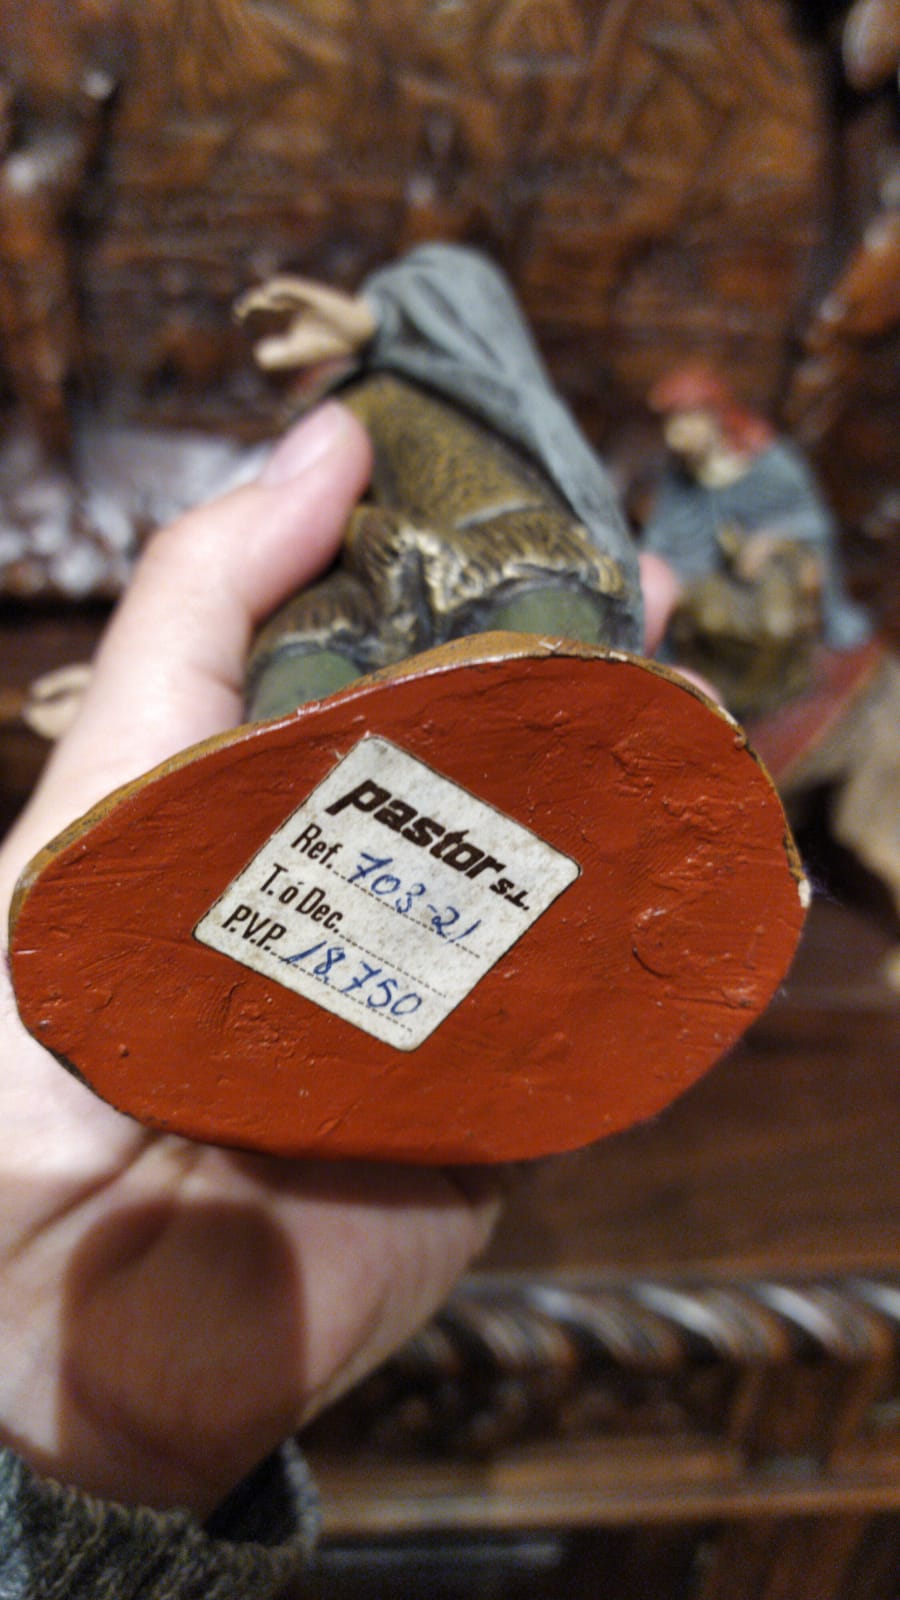 pastor S.L.
Ref. 703-21
T. ó Dec.
P.V.P. 18.750